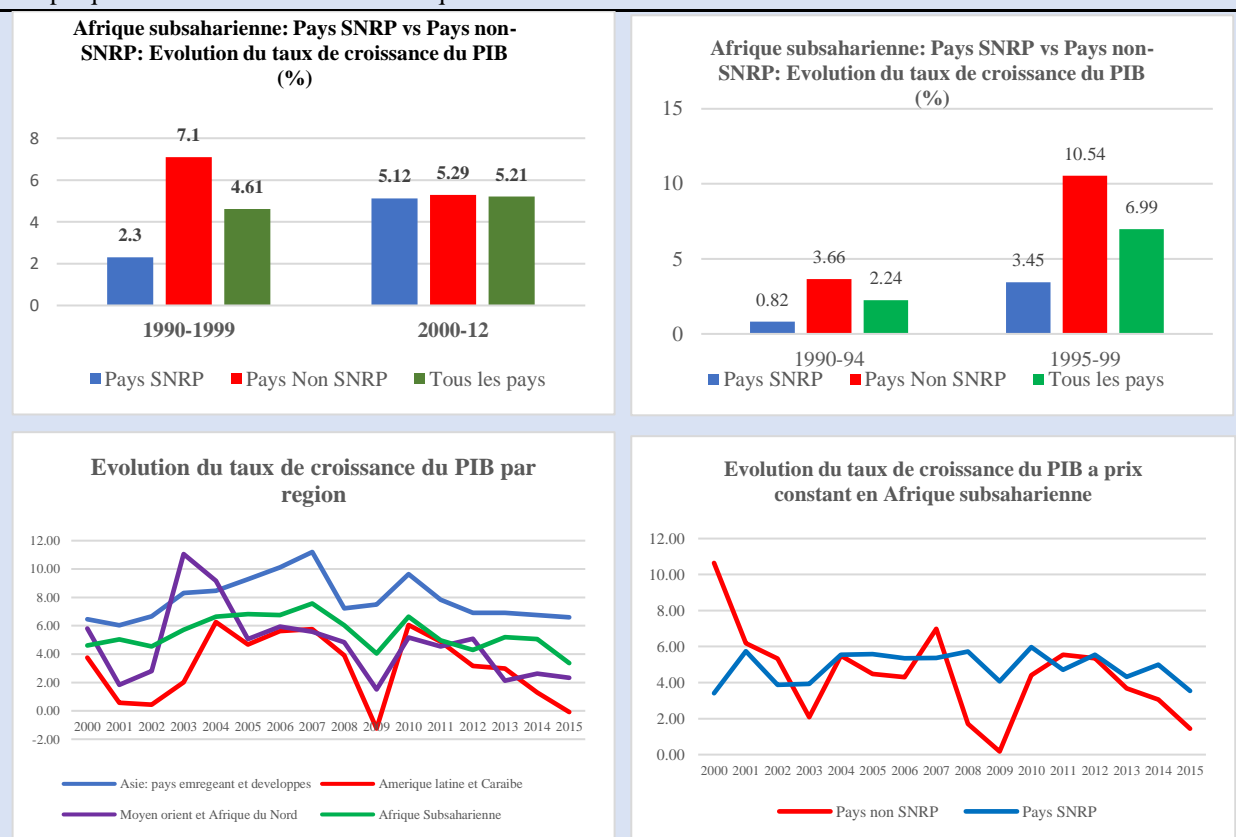 Afrique subsaharienne: Pays SNRP vs Pays non-
SNRP: Evolution du taux de croissance du PIB
(%)
8
6
4
2
0
7.1
4.61
2.3
5.12
5.29
5.21
1990-1999
2000-12
Pays SNRP
Pays Non SNRP
Tous les pays
Afrique subsaharienne: Pays SNRP vs Pays non-
SNRP: Evolution du taux de croissance du PIB
(%)
15
10
5
0
0.82
3.66
2.24
3.45
10.54
6.99
1990-94
1995-99
Pays SNRP
Pays Non SNRP
Tous les pays
Evolution du taux de croissance du PIB par
region
12.00
10.00
8.00
6.00
4.00
2.00
0.00
-2.00
2000 2001 2002 2003 2004 2005 2006 2007 2008 2009 2010 2011 2012 2013 2014 2015
Asie: pays emregeant et developpes
Amerique latine et Caraibe
Moyen orient et Afrique du Nord
Afrique Subsaharienne
Evolution du taux de croissance du PIB a prix
constant en Afrique subsaharienne
12.00
10.00
8.00
6.00
4.00
2.00
0.00
2000 2001 2002 2003 2004 2005 2006 2007 2008 2009 2010 2011 2012 2013 2014 2015
Pays non SNRP
Pays SNRP